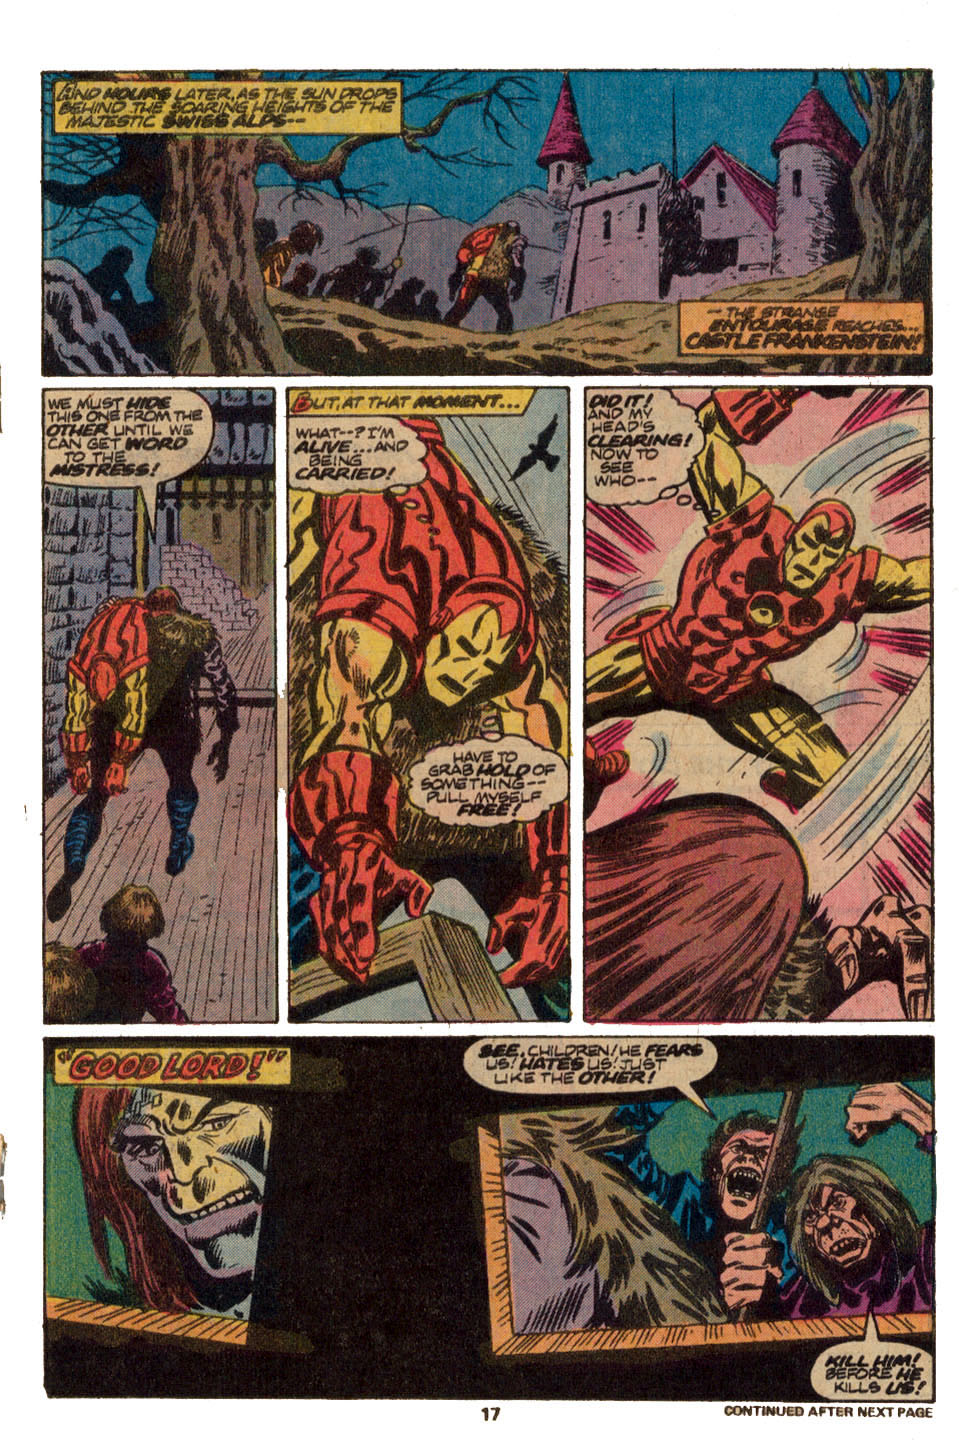 AND HOURS LATER, AS THE SUN DROPS
BEHIND THE SOARING HEIGHTS OF THE
MAJESTIC SWISS ALPS--
-- THE STRANGE
ENTOURAGE REACHES...
CASTLE FRANKENSTEIN!
WE MUST HIDE
THIS ONE FROM THE
OTHER UNTIL WE
CAN GET WORD
TO THE
MISTRESS!
BUT, AT THAT MOMENT...
WHAT--? I'M
ALIVE...AND
BEING
CARRIED!
HAVE TO
GRAB HOLD OF
SOMETHING--
PULL MYSELF
FREE!
DID IT!
AND MY
HEAD'S
CLEARING!
NOW TO
SEE
WHO--
"GOOD LORD!"
SEE, CHILDREN! HE FEARS
US! HATES US! JUST
LIKE THE OTHER!
KILL HIM!
BEFORE HE
KILLS US!
17
CONTINUED AFTER NEXT PAGE